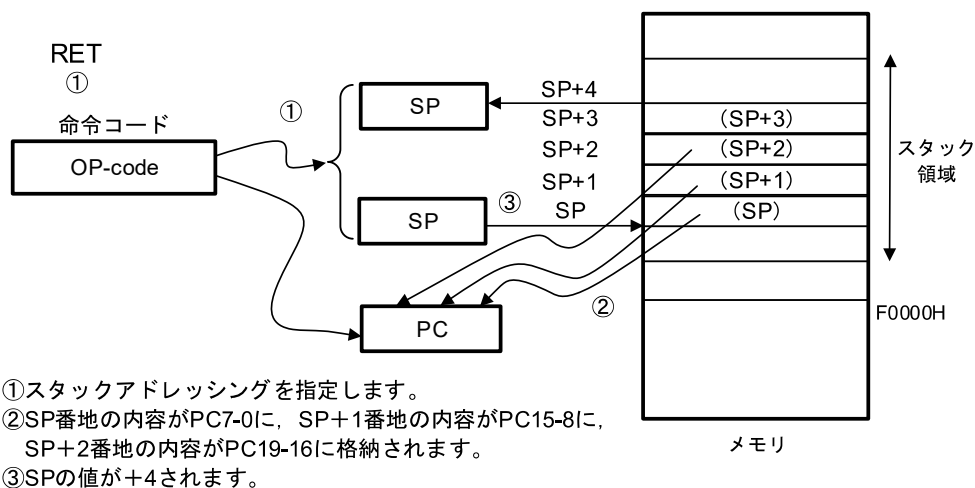 RET
①
命令コード
OP-code
①
SP
SP
③
PC
SP+4
SP+3
SP+2
SP+1
SP
(SP+3)
(SP+2)
(SP+1)
(SP)
②
スタック
領域
F0000H
メモリ
①スタックアドレッシングを指定します。
②SP番地の内容がPC7-0に，SP＋1番地の内容がPC15-8に，
SP＋2番地の内容がPC19-16に格納されます。
③SPの値が＋4されます。